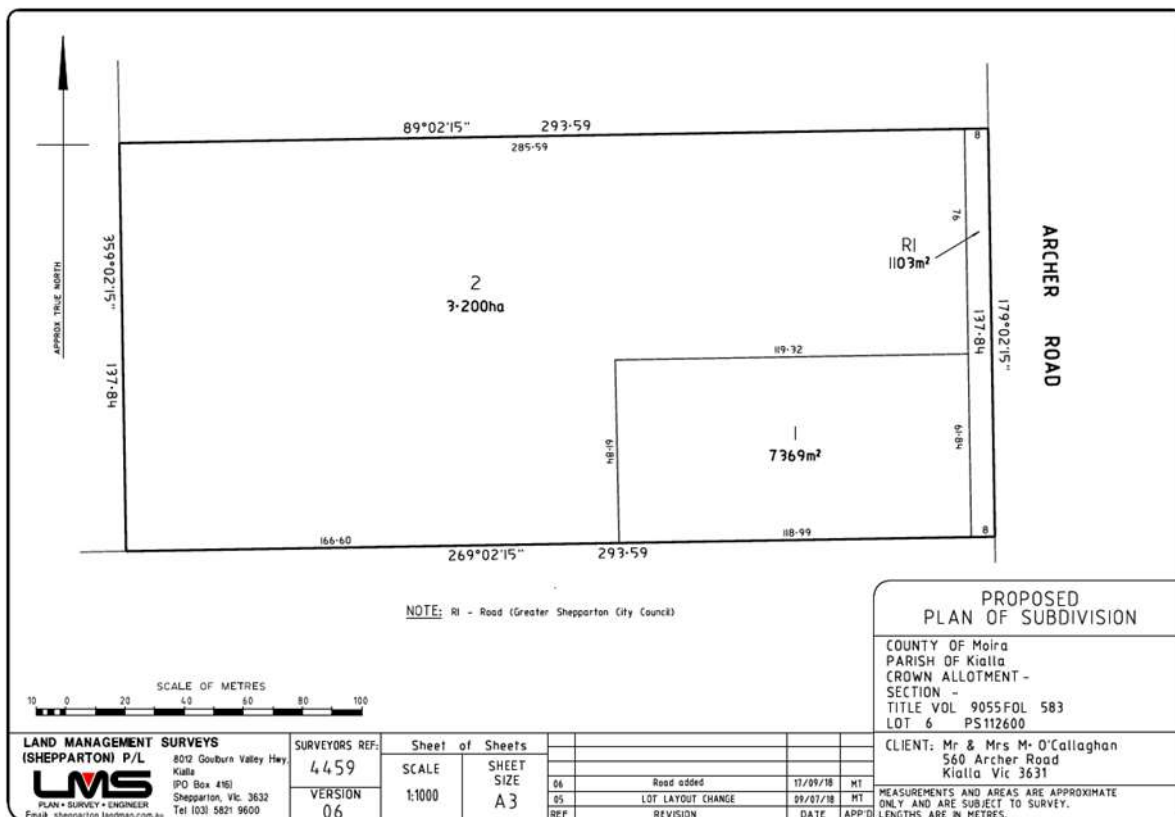 89°02'15" 293·59
285·59
8
APPROX TRUE NORTH
359°02'15"
137·84
2
3·200ha
76
R1
1103m²
137·84
179°02'15"
ARCHER ROAD
119·32
61·84
1
7369m²
61·84
166·60
118·99
8
269°02'15" 293·59
NOTE: R1 - Road (Greater Shepparton City Council)
SCALE OF METRES
10 0 20 40 60 80 100
PROPOSED
PLAN OF SUBDIVISION
COUNTY OF Moira
PARISH OF Kialla
CROWN ALLOTMENT -
SECTION -
TITLE VOL 9055 FOL 583
LOT 6 PS112600
CLIENT: Mr & Mrs M· O'Callaghan
560 Archer Road
Kialla Vic 3631
MEASUREMENTS AND AREAS ARE APPROXIMATE
ONLY AND ARE SUBJECT TO SURVEY.
LENGTHS ARE IN METRES.
LAND MANAGEMENT SURVEYS
(SHEPPARTON) P/L
LMS
PLAN • SURVEY • ENGINEER
8012 Goulburn Valley Hwy,
Kialla
(PO Box 416)
Shepparton, Vic. 3632
Tel (03) 5821 9600
Email: shepparton.landman.com.au
SURVEYORS REF:
4459
VERSION
06
Sheet of Sheets
SCALE
1:1000
SHEET
SIZE
A3
06 Road added 17/09/18 MT
05 LOT LAYOUT CHANGE 09/07/18 MT
REF REVISION DATE APP'D